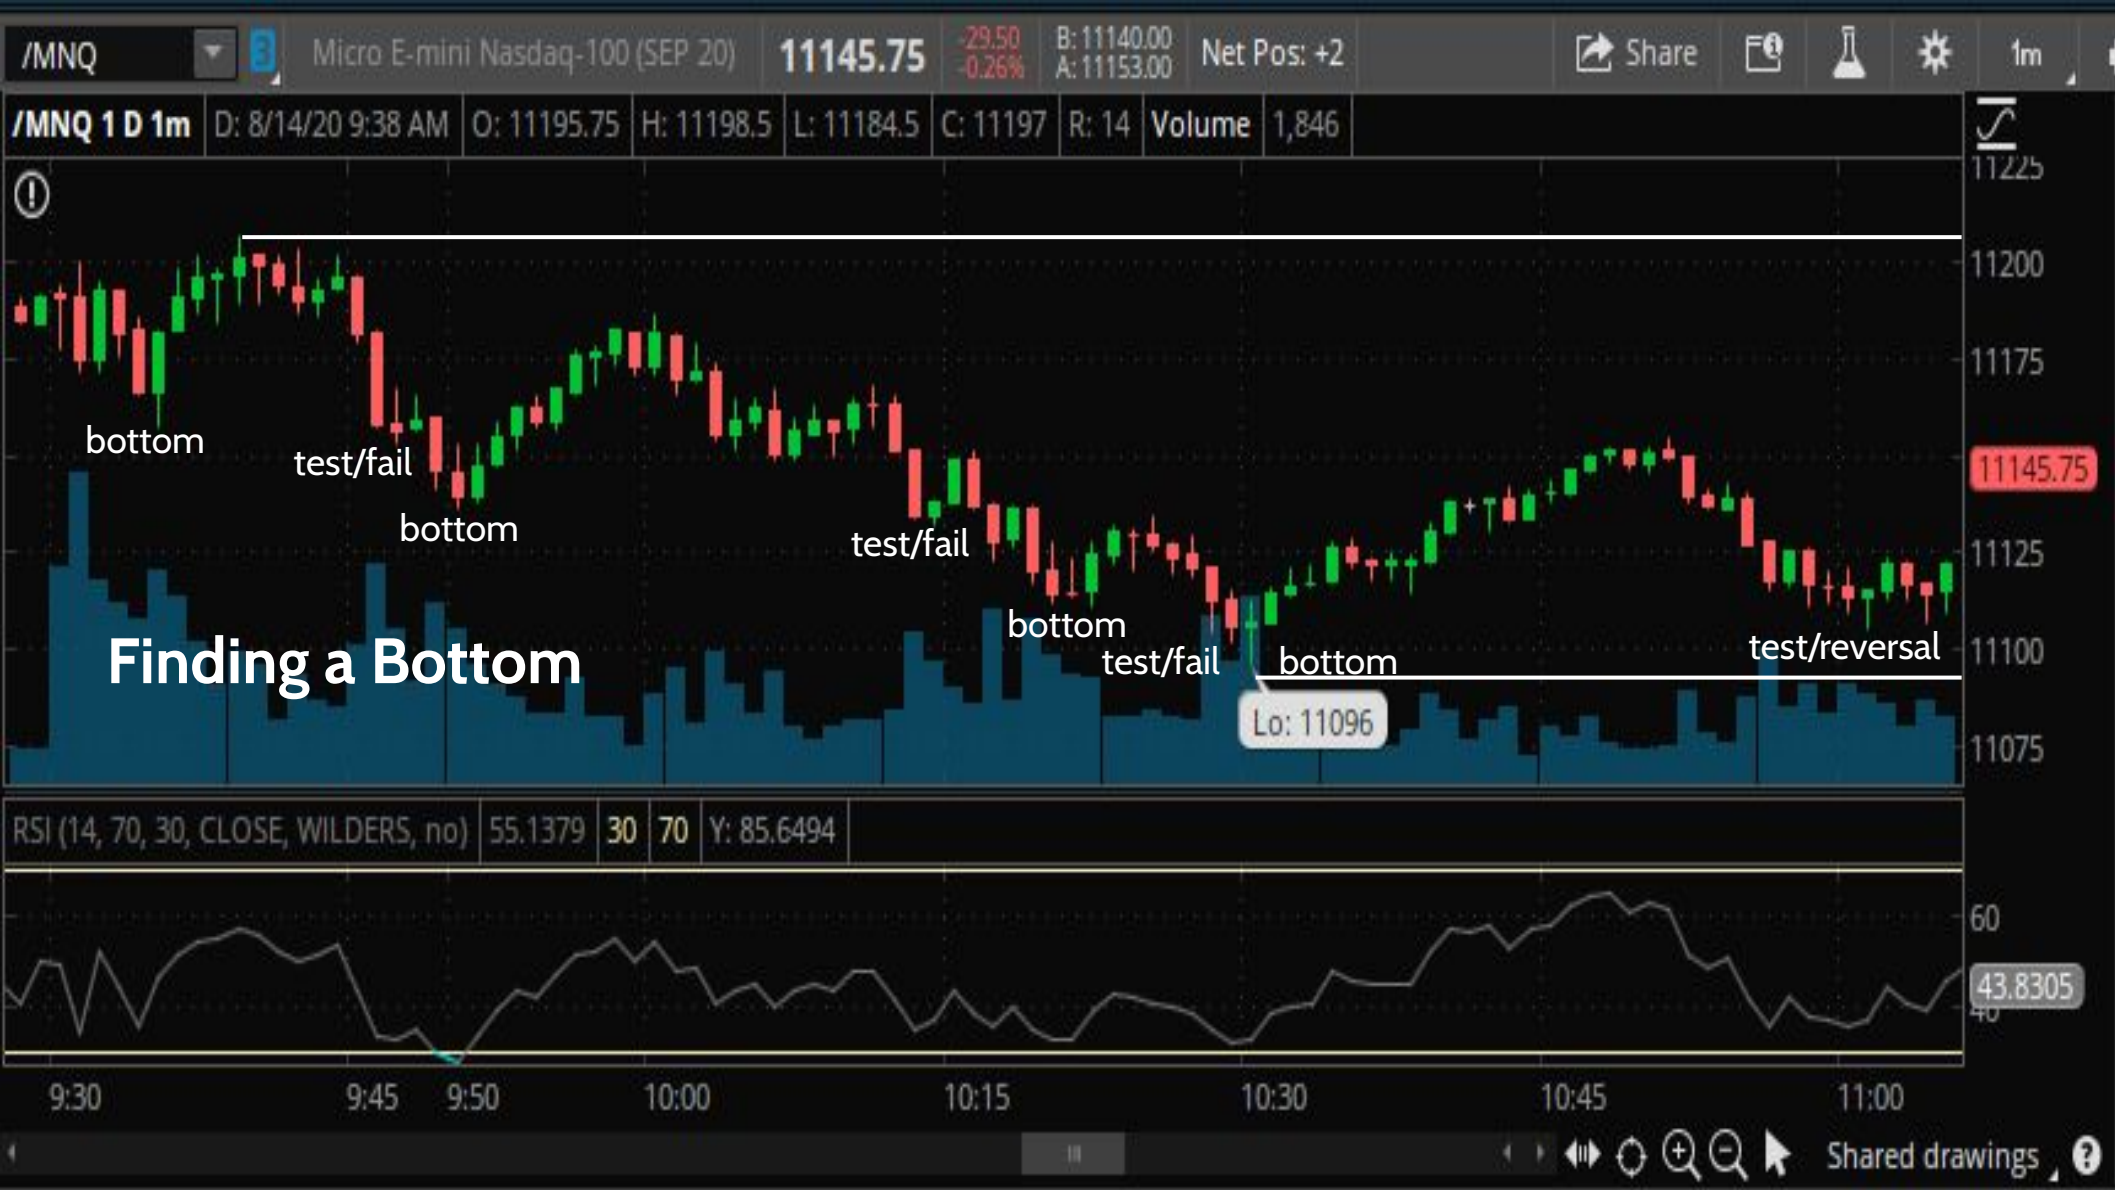 /MNQ 3 Micro E-mini Nasdaq-100 (SEP 20) 11145.75 -29.50 B: 11140.00 Net Pos: +2 Share 1m
-0.26% A: 11153.00
/MNQ 1 D 1m D: 8/14/20 9:38 AM O: 11195.75 H: 11198.5 L: 11184.5 C: 11197 R: 14 Volume 1,846
11225
11200
11175
bottom
test/fail
11145.75
bottom
test/fail
11125
bottom
test/fail
bottom
test/reversal
11100
Finding a Bottom
Lo: 11096
11075
RSI (14, 70, 30, CLOSE, WILDERS, no) 55.1379 30 70 Y: 85.6494
60
43.8305
40
9:30 9:45 9:50 10:00 10:15 10:30 10:45 11:00
Shared drawings ?